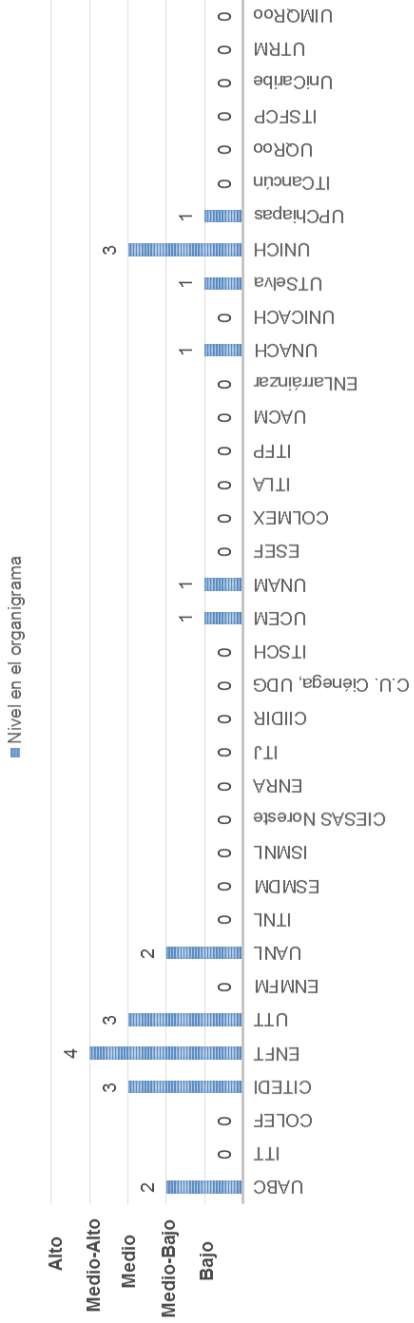 Nivel en el organigrama
Alto
Medio-Alto
Medio
Medio-Bajo
Bajo
2
0
0
3
4
3
0
2
0
0
0
0
0
0
0
0
0
1
1
0
0
0
0
0
0
1
0
1
3
1
0
0
0
0
0
0
UABC
ITT
COLEF
CITEDI
ENFT
UTT
ENMFM
UANL
ITNL
ESMDM
ISMNL
CIESAS Noreste
ENRA
ITJ
CIIDIR
C.U. Ciénega, UDG
ITSCH
UCEM
UNAM
ESEF
COLMEX
ITLA
ITFP
UACM
ENLarráinzar
UNACH
UNICACH
UTSelva
UNICH
UPChiapas
ITCancún
UQRoo
ITSFCP
UniCaribe
UTRM
UIMQRoo